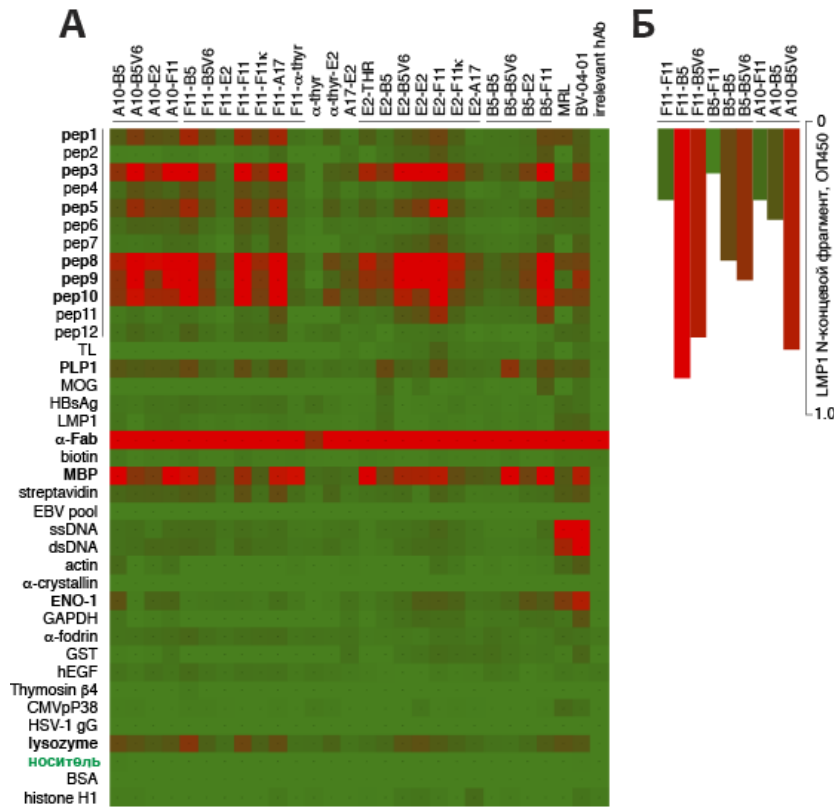 А
Б
A10-B5
A10-B5V6
A10-E2
A10-F11
F11-B5
F11-B5V6
F11-E2
F11-F11
F11-F11κ
F11-A17
F11-α-thyr
α-thyr
α-thyr-E2
A17-E2
E2-THR
E2-B5
E2-B5V6
E2-E2
E2-F11
E2-F11κ
E2-A17
B5-B5
B5-B5V6
B5-E2
B5-F11
MRL
BV-04-01
irrelevant hAb
F11-F11
F11-B5
F11-B5V6
B5-F11
B5-B5
B5-B5V6
A10-F11
A10-B5
A10-B5V6
pep1
pep2
pep3
pep4
pep5
pep6
pep7
pep8
pep9
pep10
pep11
pep12
TL
PLP1
MOG
HBsAg
LMP1
α-Fab
biotin
MBP
streptavidin
EBV pool
ssDNA
dsDNA
actin
α-crystallin
ENO-1
GAPDH
α-fodrin
GST
hEGF
Thymosin β4
CMVpP38
HSV-1 gG
lysozyme
носитель
BSA
histone H1
0
LMP1 N-концевой фрагмент, ОП450
1.0